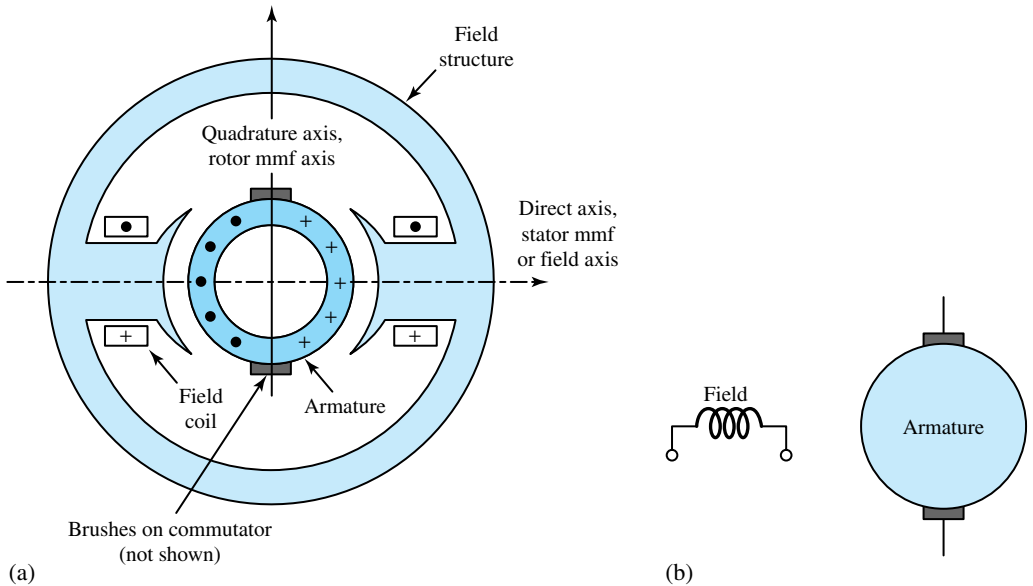 Field
structure
Quadrature axis,
rotor mmf axis
Direct axis,
stator mmf
or field axis
+
+
+
+
+
+
+
Field
coil
Armature
Brushes on commutator
(not shown)
(a)
Field
Armature
(b)